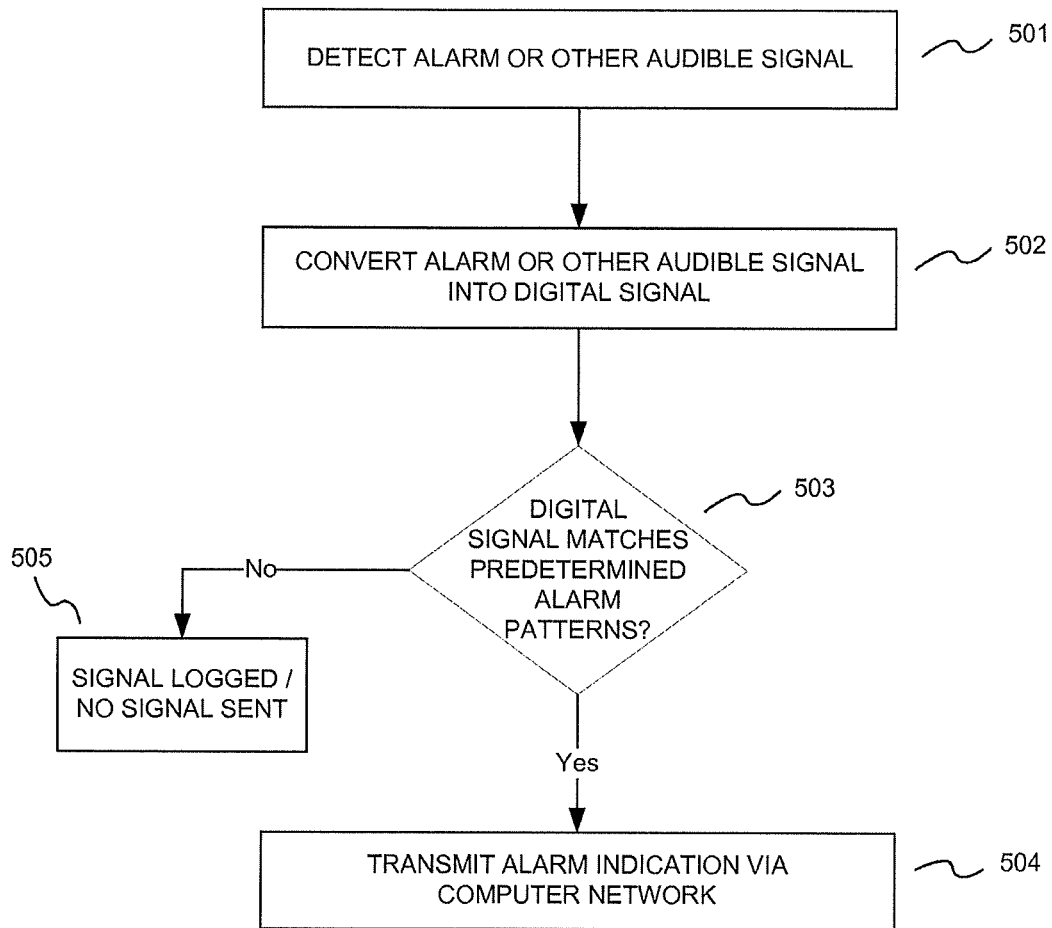 DETECT ALARM OR OTHER AUDIBLE SIGNAL
501
CONVERT ALARM OR OTHER AUDIBLE SIGNAL
INTO DIGITAL SIGNAL
502
DIGITAL
SIGNAL MATCHES
PREDETERMINED
ALARM
PATTERNS?
503
No
505
SIGNAL LOGGED /
NO SIGNAL SENT
Yes
TRANSMIT ALARM INDICATION VIA
COMPUTER NETWORK
504